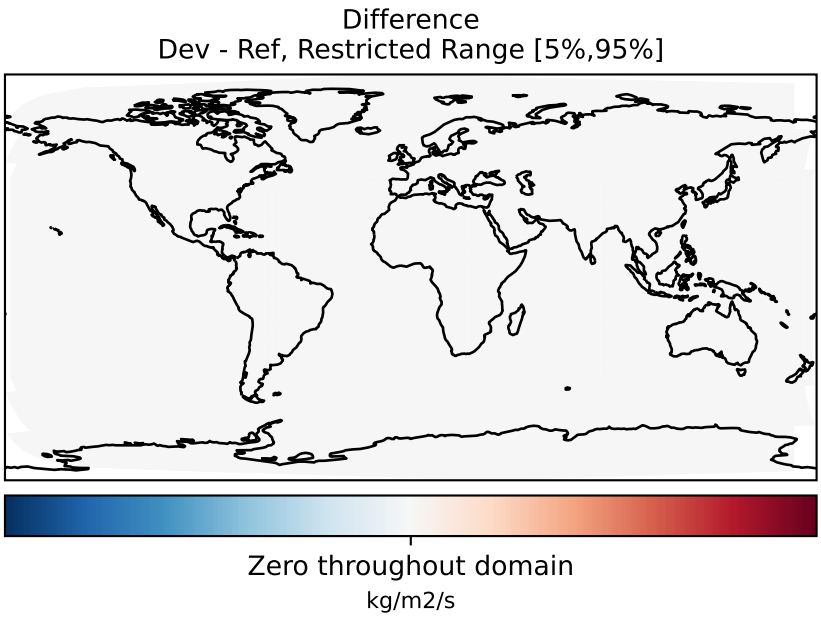 Difference
Dev - Ref, Restricted Range [5%,95%]
Zero throughout domain
kg/m2/s